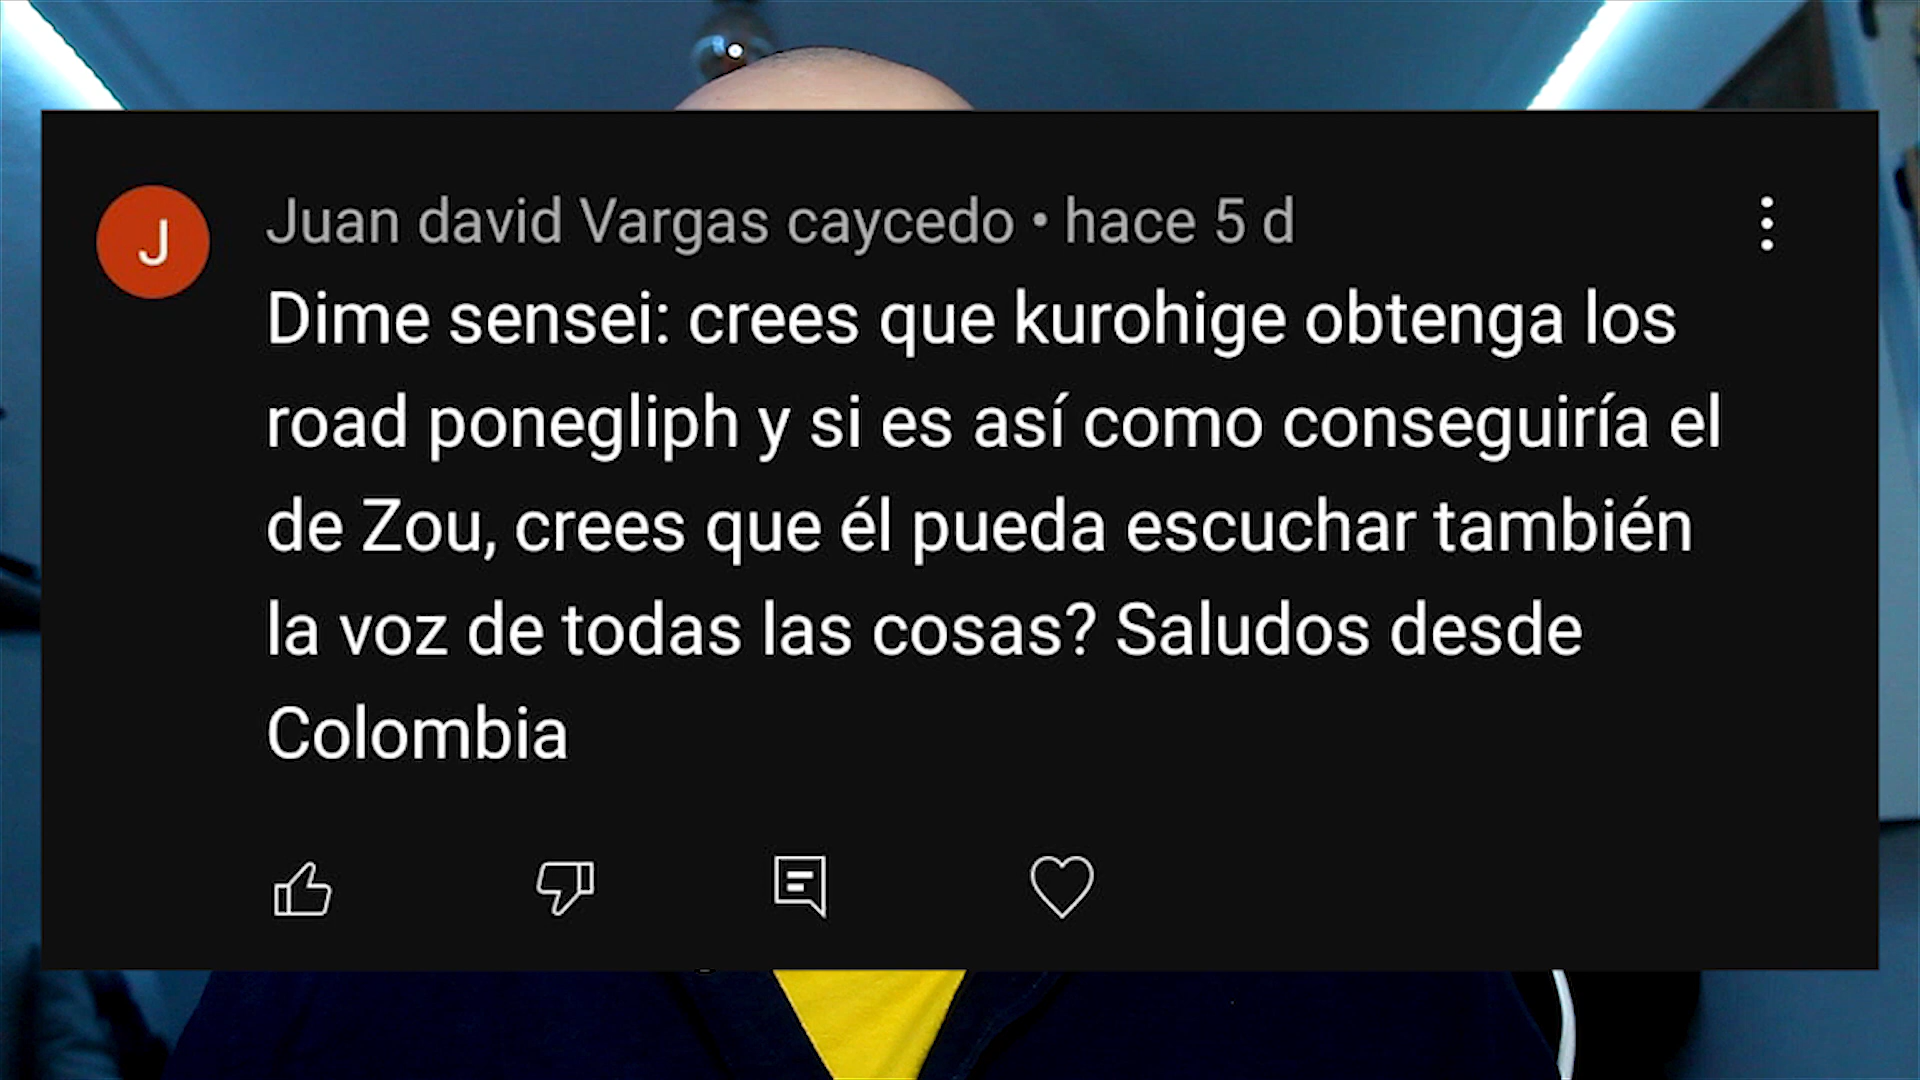 J
Juan david Vargas caycedo • hace 5 d
Dime sensei: crees que kurohige obtenga los
road ponegliph y si es así como conseguiría el
de Zou, crees que él pueda escuchar también
la voz de todas las cosas? Saludos desde
Colombia